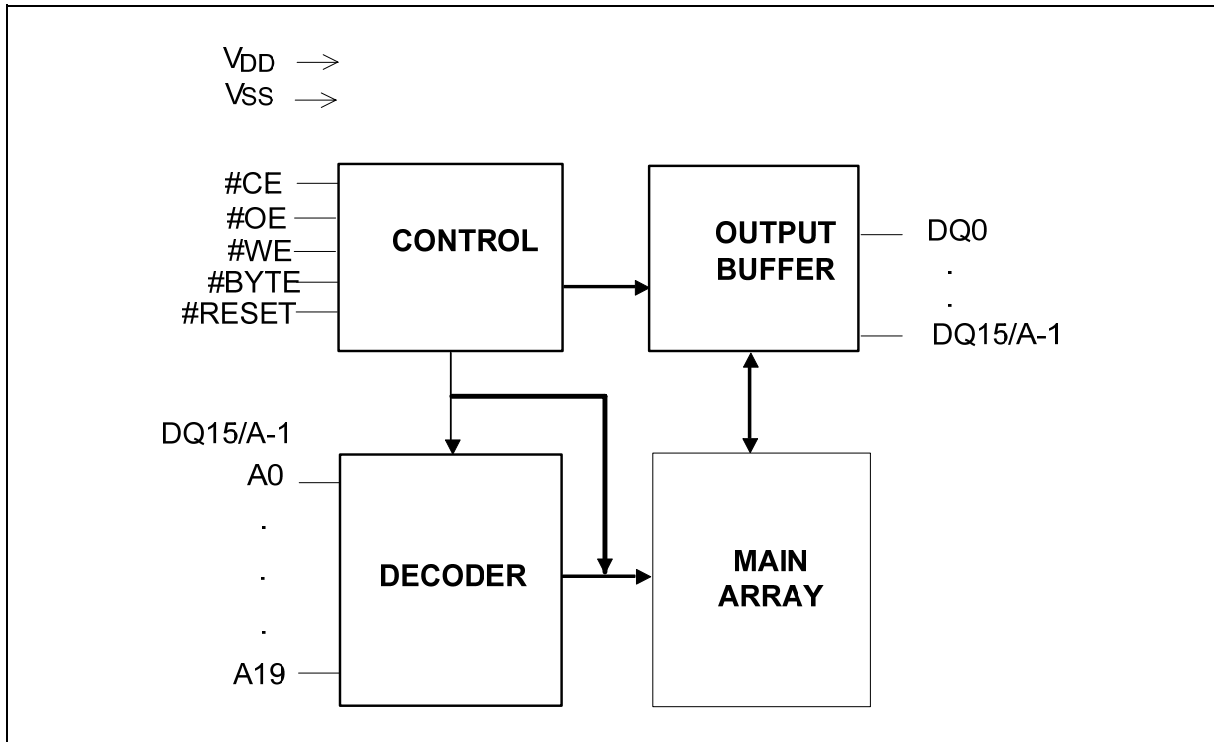 VDD
VSS
#CE
#OE
#WE
#BYTE
#RESET
CONTROL
OUTPUT
BUFFER
DQ0
.
.
DQ15/A-1
DQ15/A-1
A0
.
.
.
A19
DECODER
MAIN
ARRAY